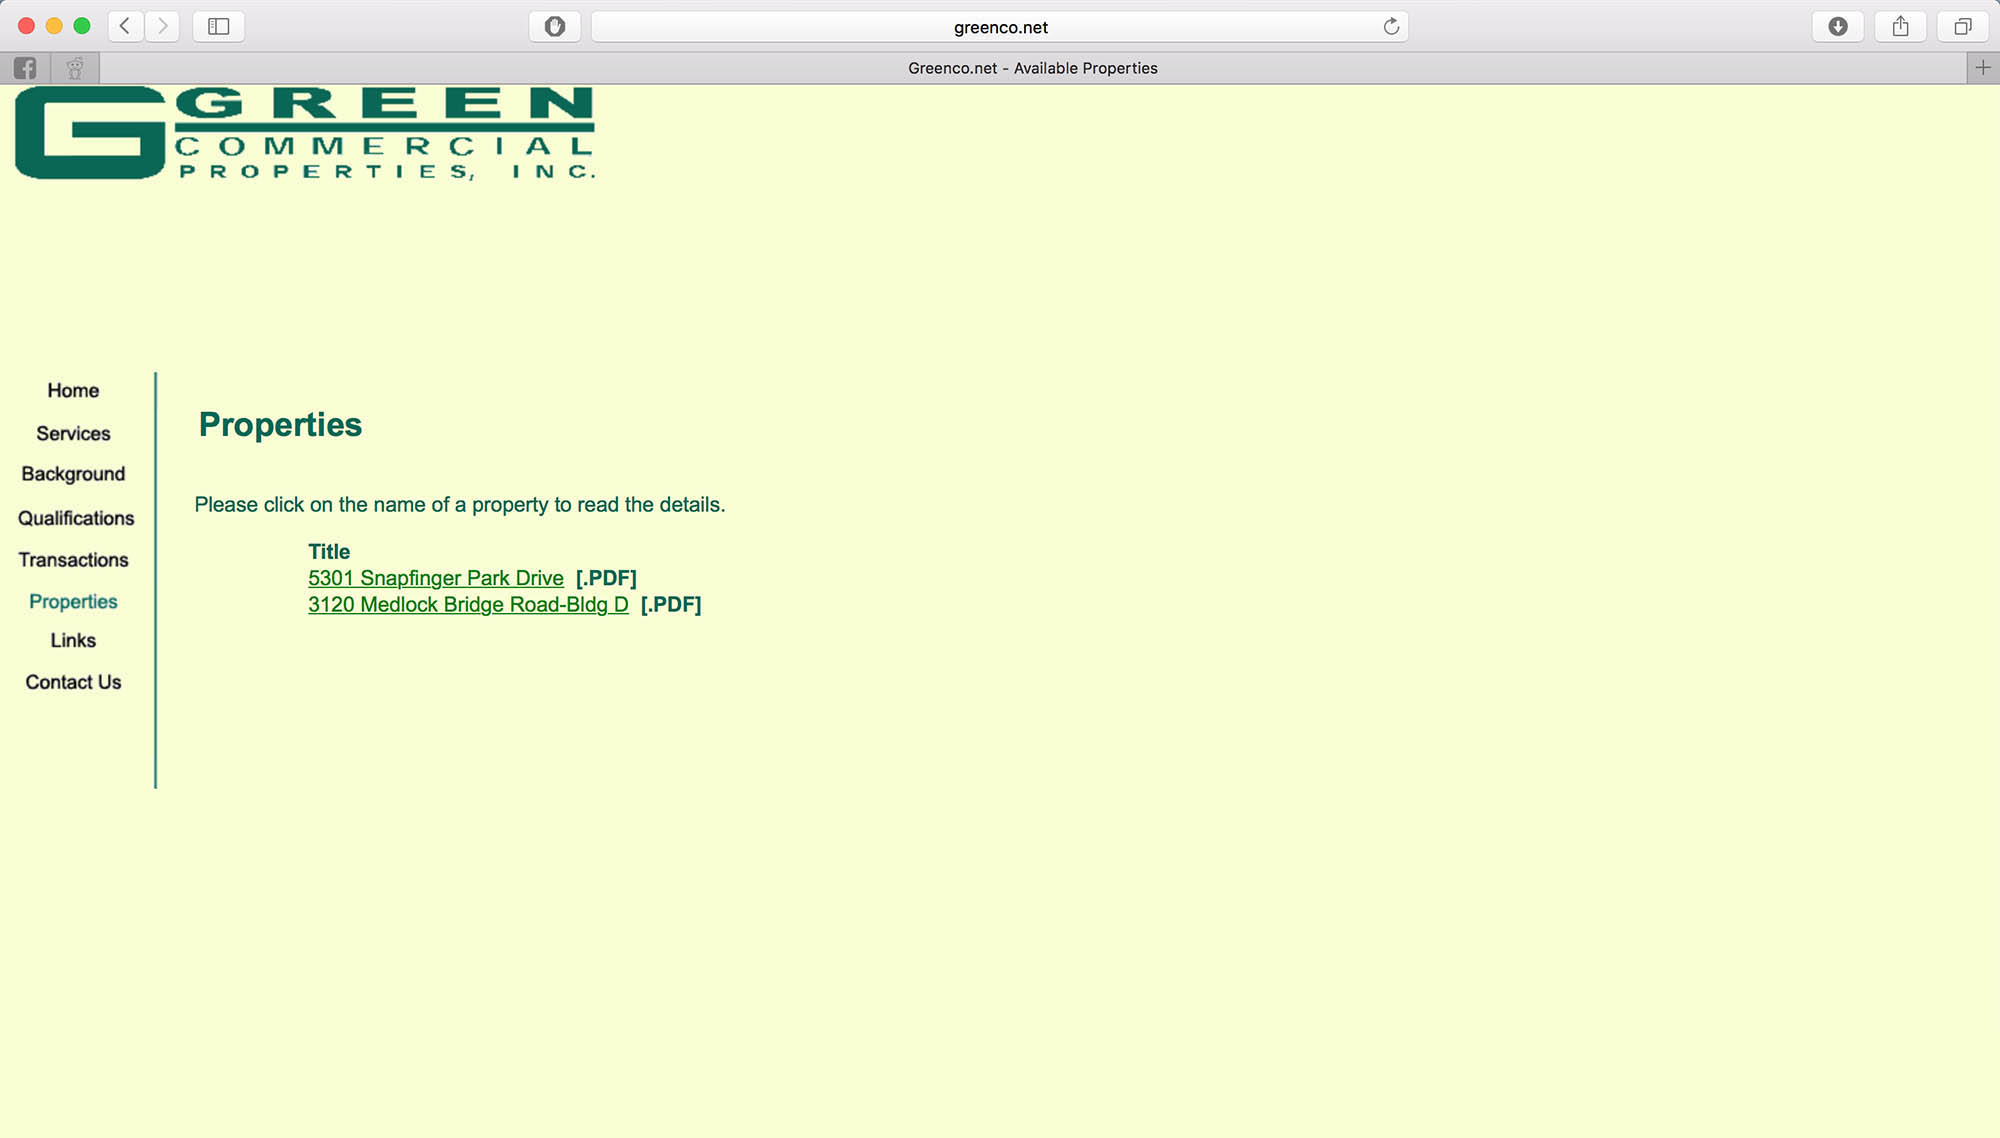 greenco.net
Greenco.net - Available Properties
GREEN
COMMERCIAL
PROPERTIES, INC.
Home
Services
Background
Qualifications
Transactions
Properties
Links
Contact Us
Properties
Please click on the name of a property to read the details.
Title
5301 Snapfinger Park Drive [.PDF]
3120 Medlock Bridge Road-Bldg D [.PDF]